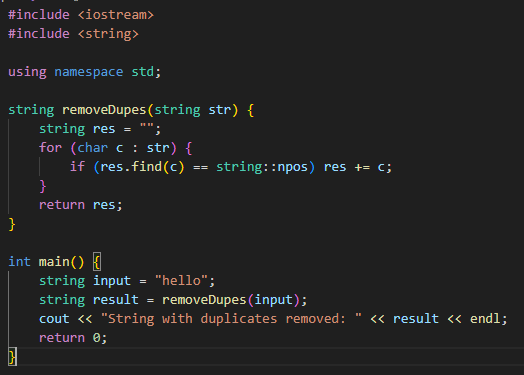 #include <iostream>
#include <string>
using namespace std;
string removeDupes(string str) {
string res = "";
for (char c : str) {
if (res.find(c) == string::npos) res += c;
}
return res;
}
int main() {
string input = "hello";
string result = removeDupes(input);
cout << "String with duplicates removed: " << result << endl;
return 0;
}